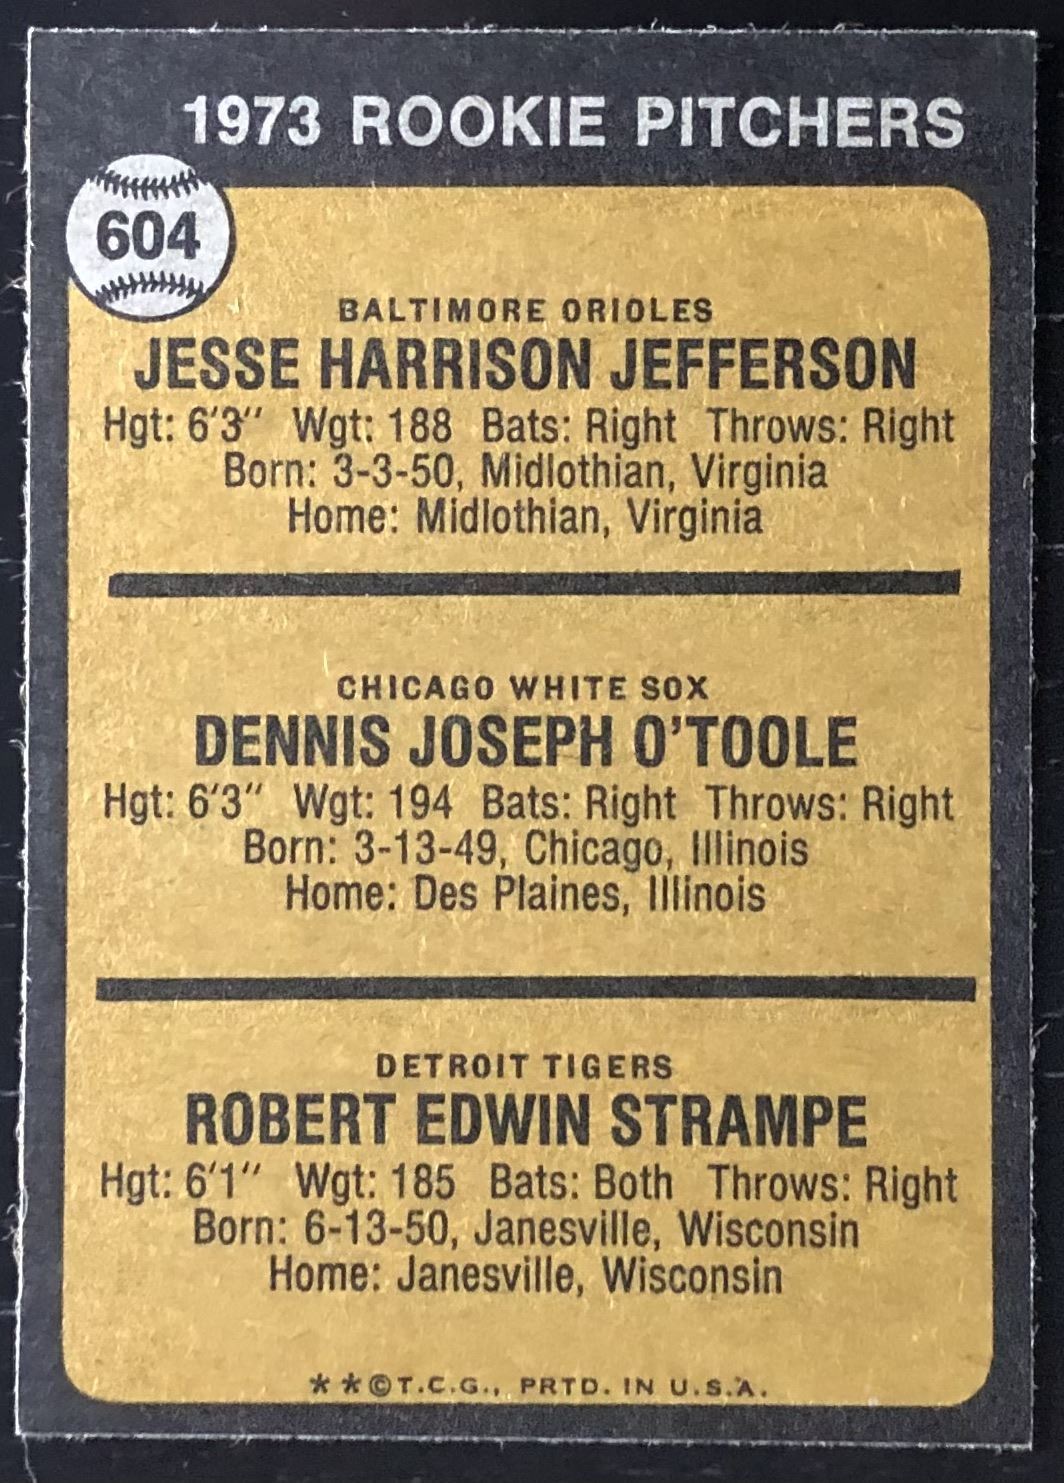 1973 ROOKIE PITCHERS
604
BALTIMORE ORIOLES
JESSE HARRISON JEFFERSON
Hgt: 6'3" Wgt: 188 Bats: Right Throws: Right
Born: 3-3-50, Midlothian, Virginia
Home: Midlothian, Virginia
CHICAGO WHITE SOX
DENNIS JOSEPH O'TOOLE
Hgt: 6'3" Wgt: 194 Bats: Right Throws: Right
Born: 3-13-49, Chicago, Illinois
Home: Des Plaines, Illinois
DETROIT TIGERS
ROBERT EDWIN STRAMPE
Hgt: 6'1" Wgt: 185 Bats: Both Throws: Right
Born: 6-13-50, Janesville, Wisconsin
Home: Janesville, Wisconsin
**©T.C.G., PRTD. IN U.S.A.